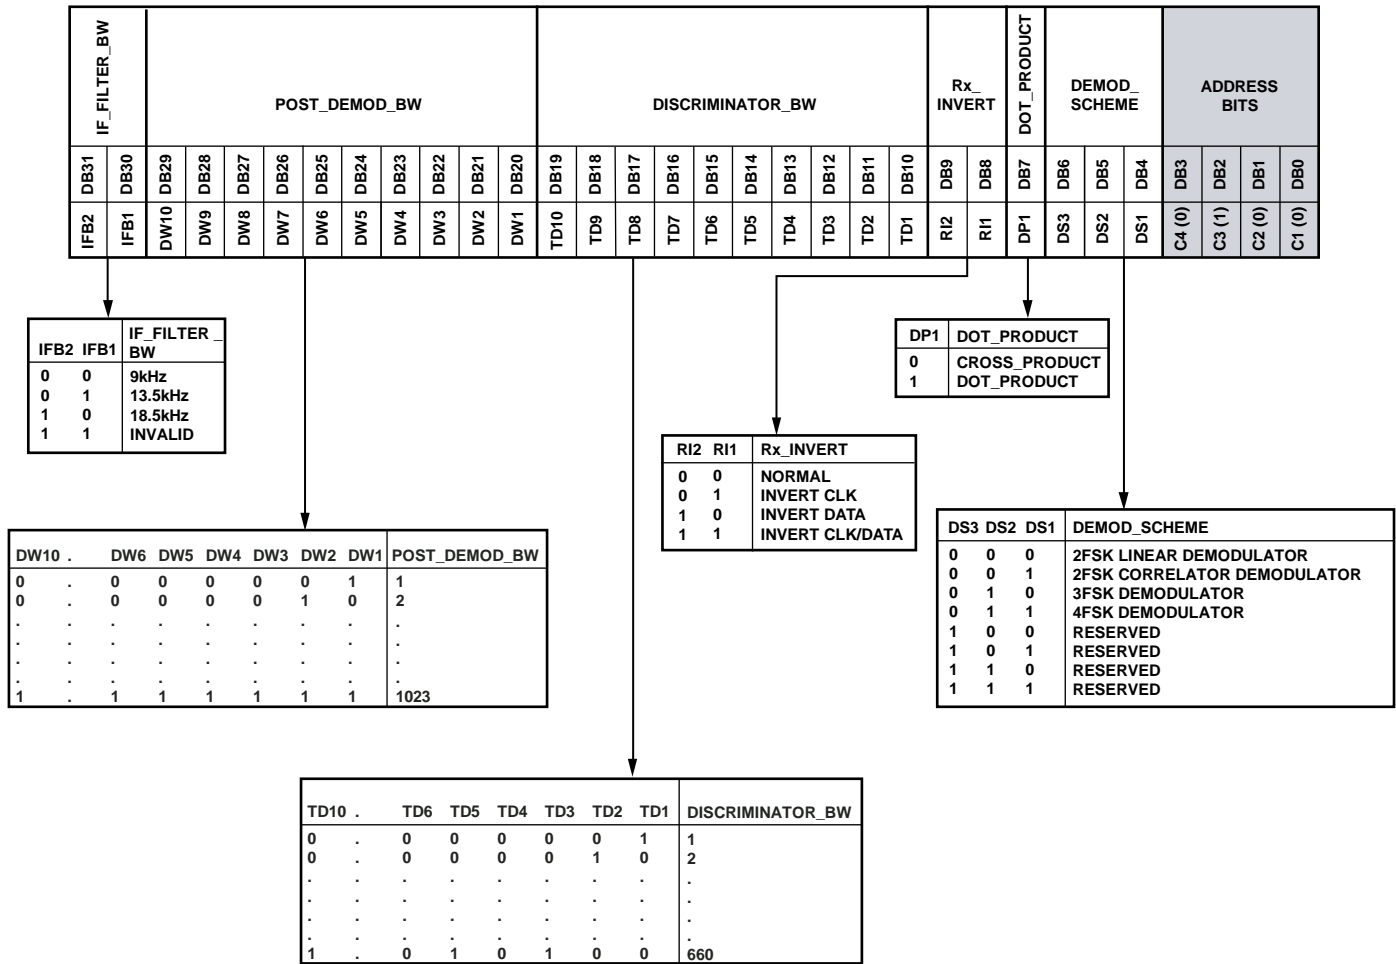 IF_FILTER_BW
POST_DEMOD_BW
DISCRIMINATOR_BW
Rx_
INVERT
DOT_PRODUCT
DEMOD_
SCHEME
ADDRESS
BITS
DB31 DB30 DB29 DB28 DB27 DB26 DB25 DB24 DB23 DB22 DB21 DB20 DB19 DB18 DB17 DB16 DB15 DB14 DB13 DB12 DB11 DB10 DB9 DB8 DB7 DB6 DB5 DB4 DB3 DB2 DB1 DB0
IFB2 IFB1 DW10 DW9 DW8 DW7 DW6 DW5 DW4 DW3 DW2 DW1 TD10 TD9 TD8 TD7 TD6 TD5 TD4 TD3 TD2 TD1 RI2 RI1 DP1 DS3 DS2 DS1 C4 (0) C3 (1) C2 (0) C1 (0)
IFB2 IFB1 IF_FILTER _
BW
0 0 9kHz
0 1 13.5kHz
1 0 18.5kHz
1 1 INVALID
DP1 DOT_PRODUCT
0 CROSS_PRODUCT
1 DOT_PRODUCT
RI2 RI1 Rx_INVERT
0 0 NORMAL
0 1 INVERT CLK
1 0 INVERT DATA
1 1 INVERT CLK/DATA
DS3 DS2 DS1 DEMOD_SCHEME
0 0 0 2FSK LINEAR DEMODULATOR
0 0 1 2FSK CORRELATOR DEMODULATOR
0 1 0 3FSK DEMODULATOR
0 1 1 4FSK DEMODULATOR
1 0 0 RESERVED
1 0 1 RESERVED
1 1 0 RESERVED
1 1 1 RESERVED
DW10 . DW6 DW5 DW4 DW3 DW2 DW1 POST_DEMOD_BW
0 . 0 0 0 0 0 1 1
0 . 0 0 0 0 1 0 2
. . . . . . . . .
. . . . . . . . .
. . . . . . . . .
. . . . . . . . .
1 . 1 1 1 1 1 1 1023
TD10 . TD6 TD5 TD4 TD3 TD2 TD1 DISCRIMINATOR_BW
0 . 0 0 0 0 0 1 1
0 . 0 0 0 0 1 0 2
. . . . . . . . .
. . . . . . . . .
. . . . . . . . .
. . . . . . . . .
1 . 0 1 0 1 0 0 660